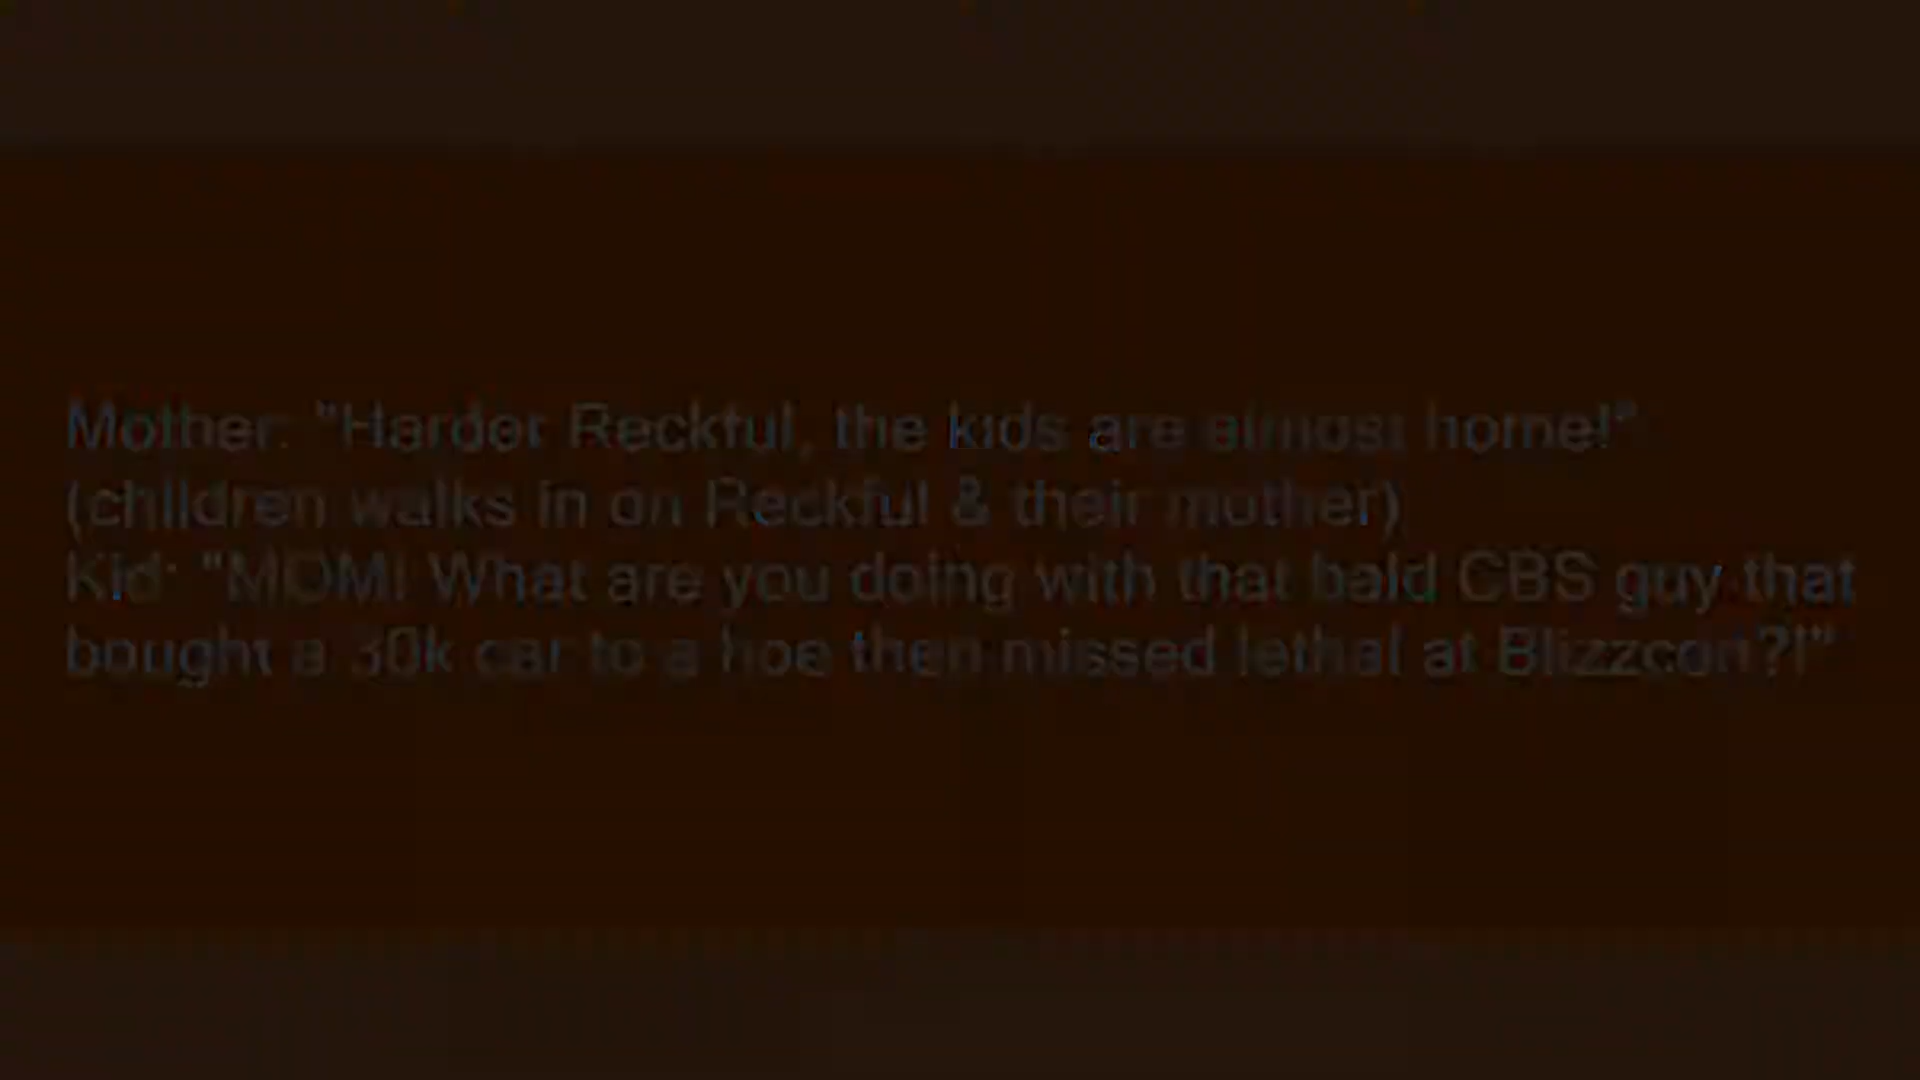 Mother: "Harder Reckful, the kids are almost home!"
(children walks in on Reckful & their mother)
Kid: "MOM! What are you doing with that bald CBS guy that
bought a 30k car to a hoe then missed lethal at Blizzcon?!"